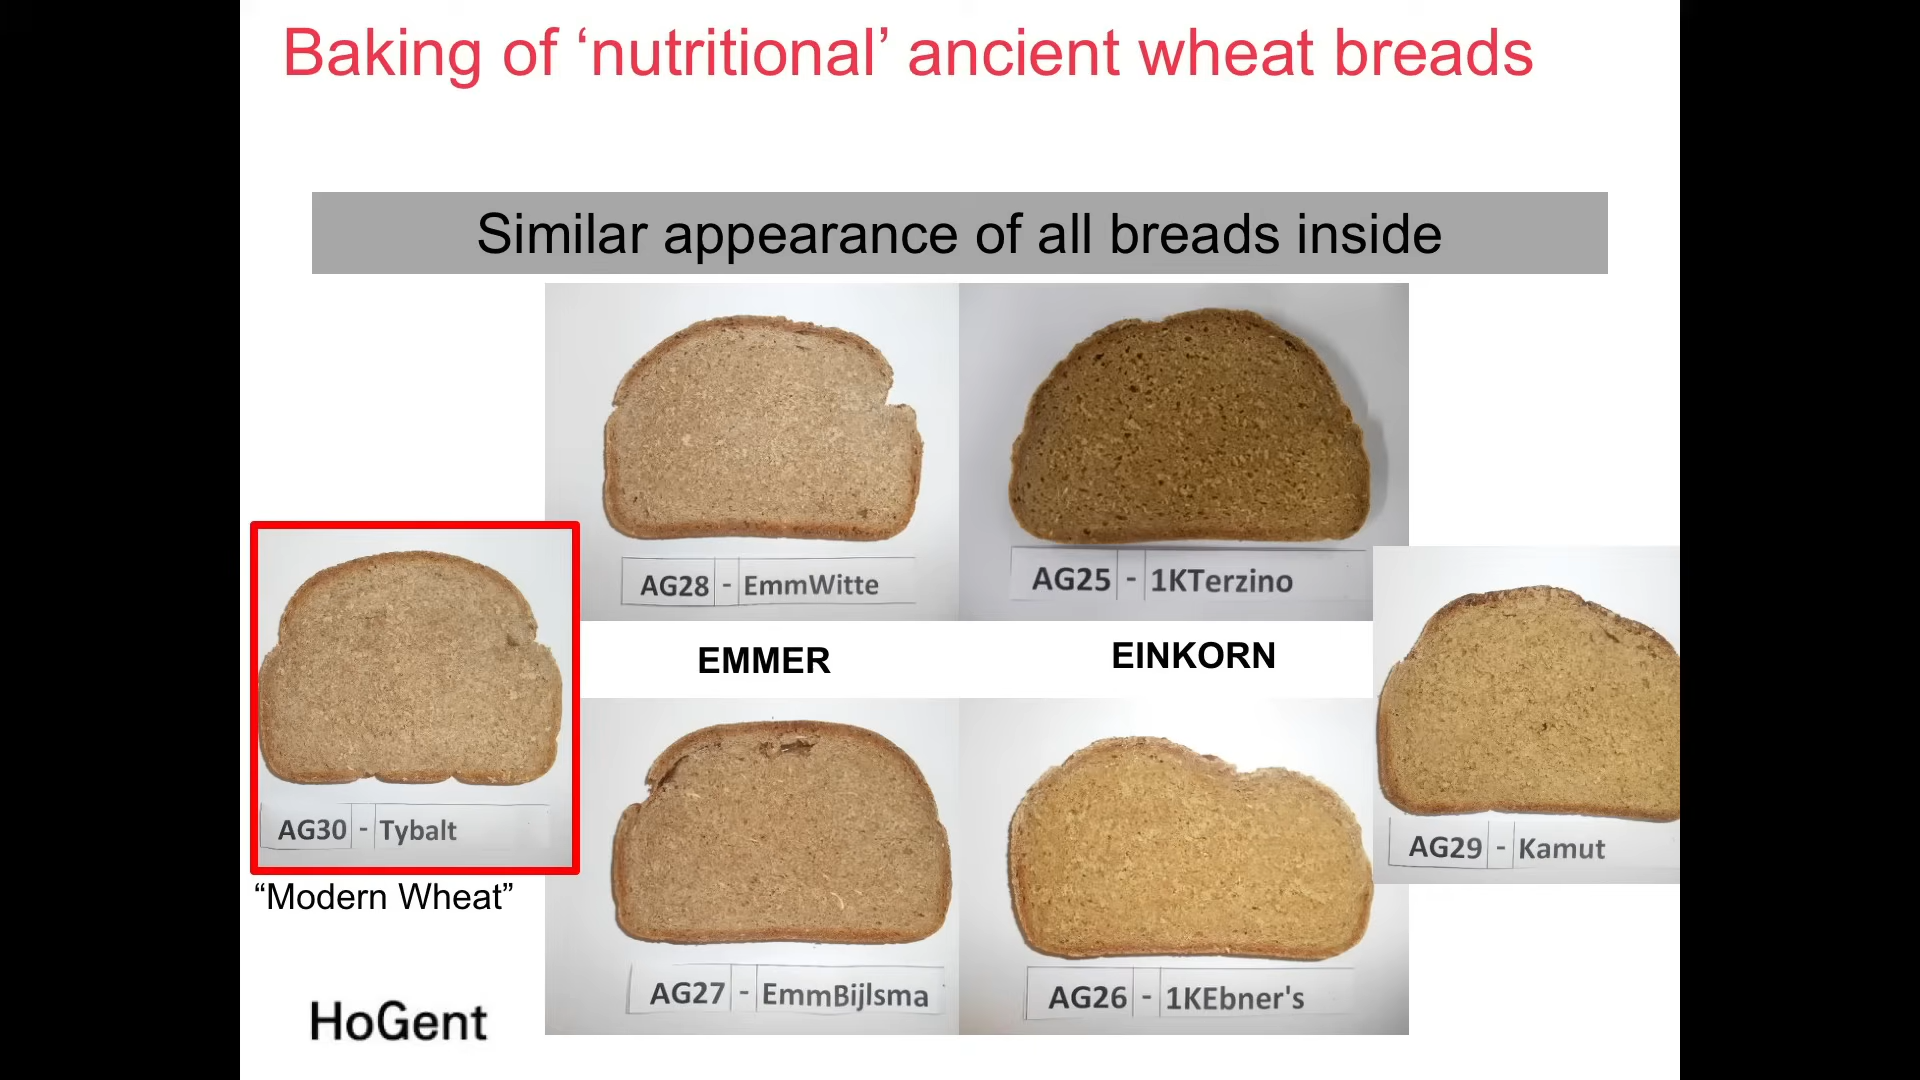 Baking of ‘nutritional’ ancient wheat breads
Similar appearance of all breads inside
AG28 - EmmWitte
AG25 - 1KTerzino
EMMER
EINKORN
AG30 - Tybalt
“Modern Wheat”
AG29 - Kamut
AG27 - EmmBijlsma
AG26 - 1KEbner's
HoGent